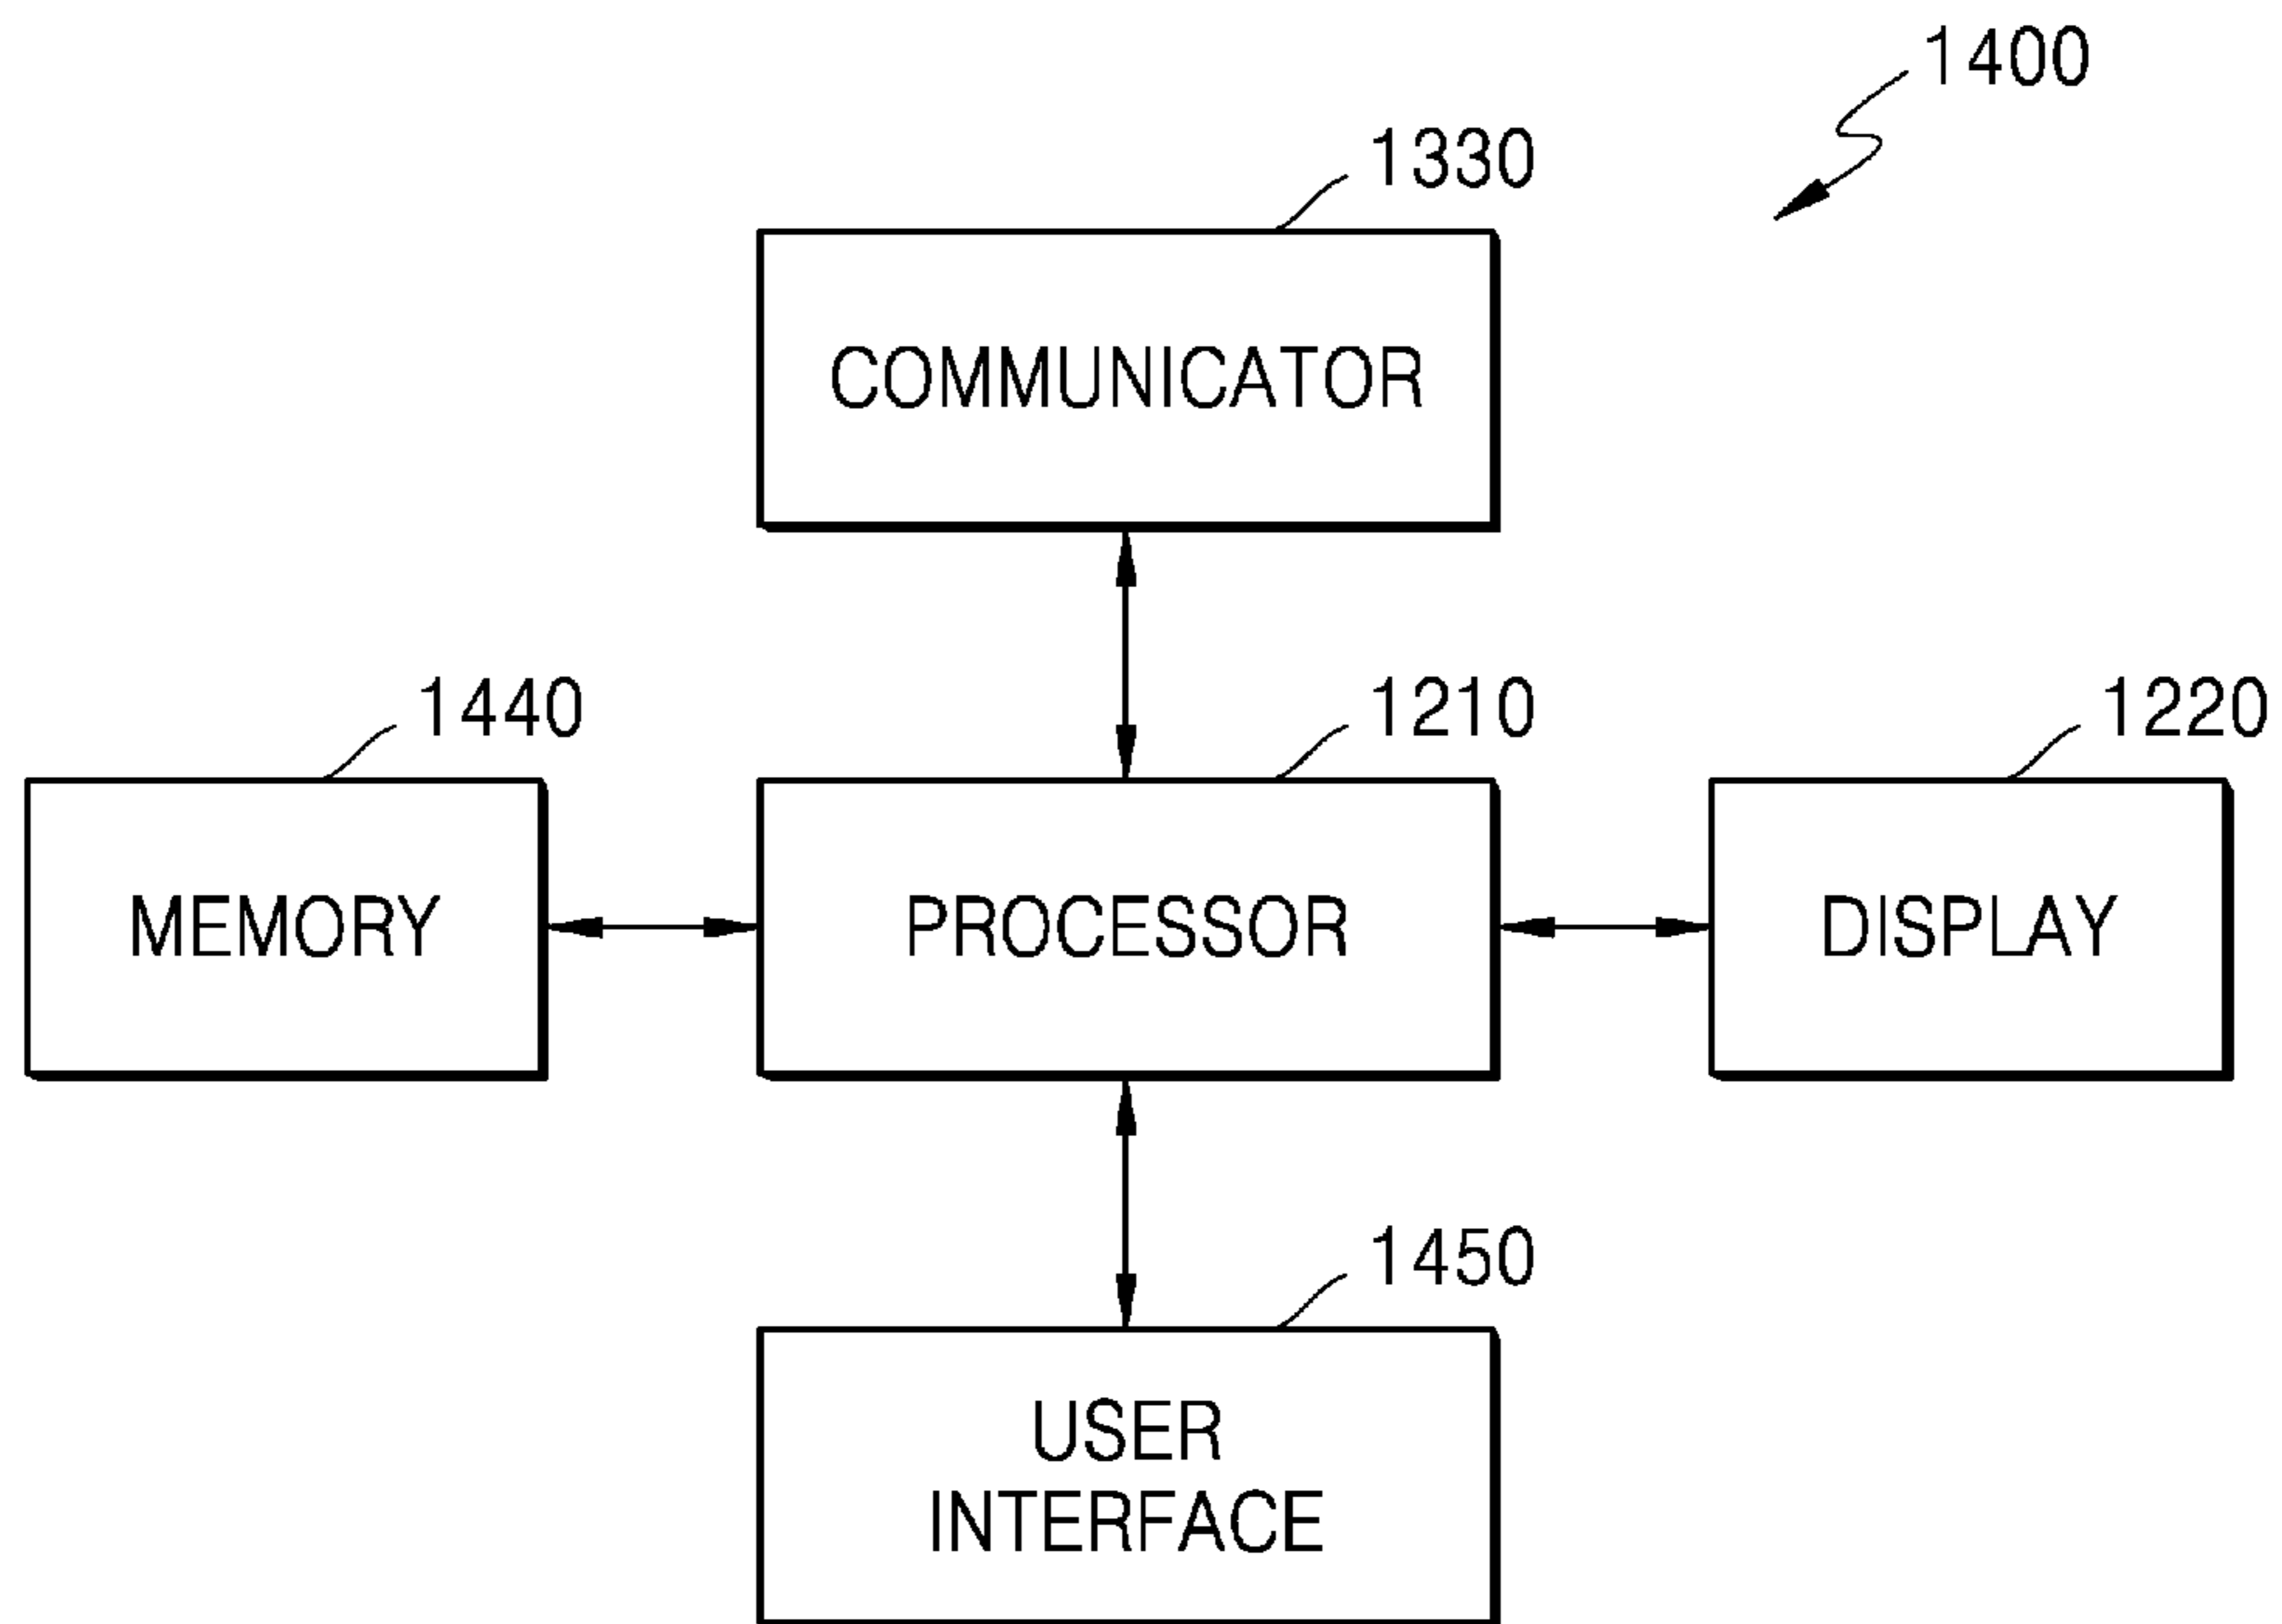 1400
1330
COMMUNICATOR
1440
1210
1220
MEMORY
PROCESSOR
DISPLAY
1450
USER
INTERFACE